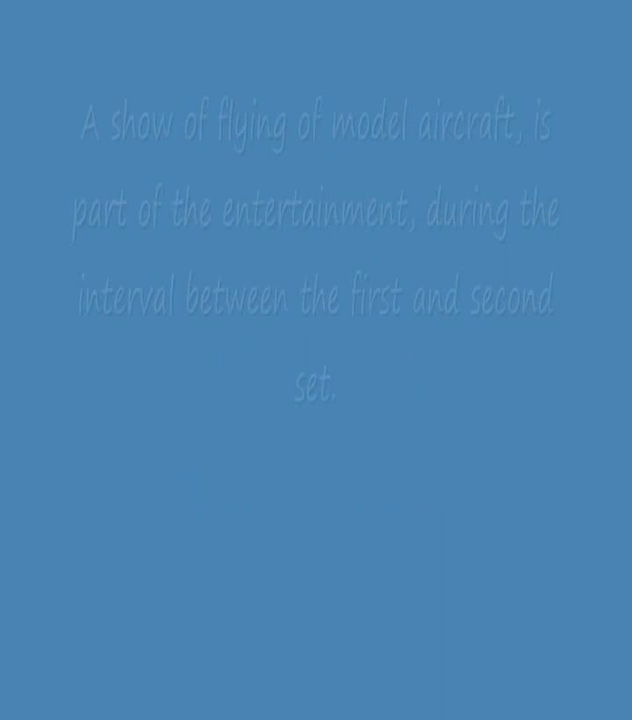 A show of flying of model aircraft, is
part of the entertainment, during the
interval between the first and second
set.